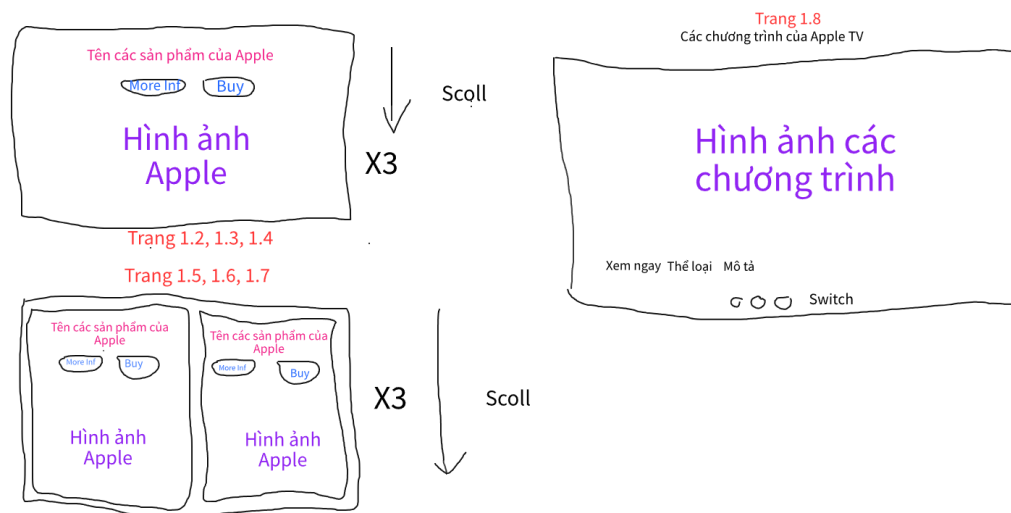 Tên các sản phẩm của Apple
More Inf
Buy
Hình ảnh
Apple
Scoll
X3
Trang 1.2, 1.3, 1.4
Trang 1.5, 1.6, 1.7
Tên các sản phẩm của
Apple
More Inf
Buy
Hình ảnh
Apple
Tên các sản phẩm của
Apple
More Inf
Buy
Hình ảnh
Apple
X3
Scoll
Trang 1.8
Các chương trình của Apple TV
Hình ảnh các
chương trình
Xem ngay Thể loại Mô tả
Switch